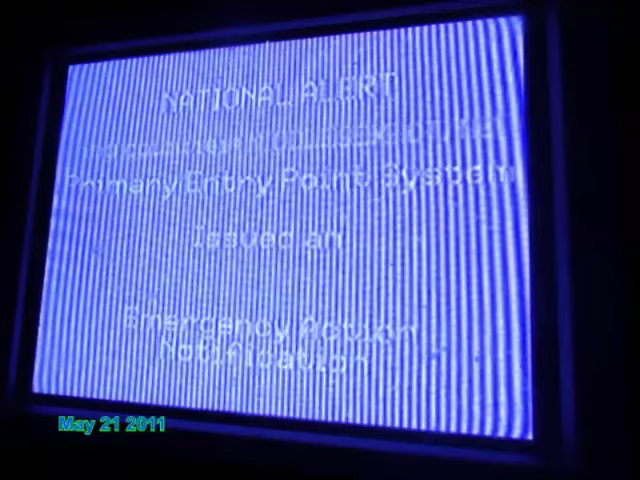 NATIONAL ALERT
Primary Entry Point System
Issued an
Emergency Action
Notification
May 21 2011